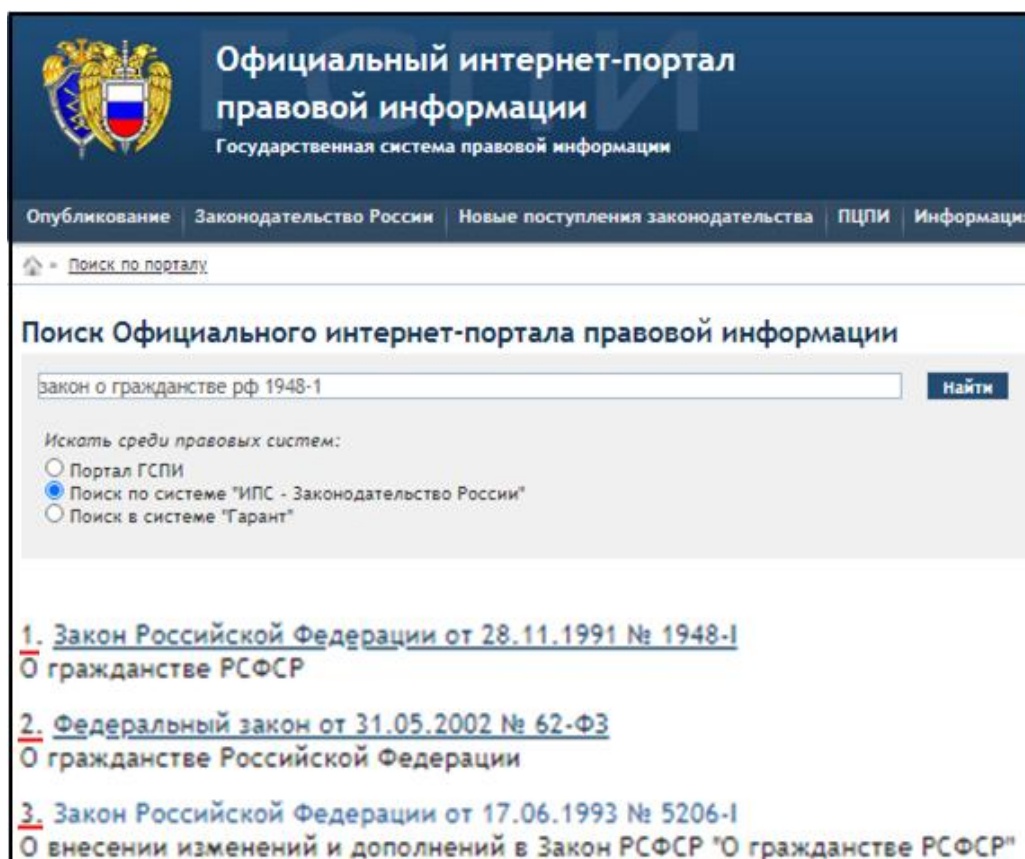 ГСПИ
Официальный интернет-портал
правовой информации
Государственная система правовой информации
Опубликование Законодательство России Новые поступления законодательства ПЦПИ Информаци
Поиск по порталу
Поиск Официального интернет-портала правовой информации
закон о гражданстве рф 1948-1 Найти
Искать среди правовых систем:
Портал ГСПИ
Поиск по системе "ИПС - Законодательство России"
Поиск в системе "Гарант"
1. Закон Российской Федерации от 28.11.1991 № 1948-I
О гражданстве РСФСР
2. Федеральный закон от 31.05.2002 № 62-ФЗ
О гражданстве Российской Федерации
3. Закон Российской Федерации от 17.06.1993 № 5206-I
О внесении изменений и дополнений в Закон РСФСР "О гражданстве РСФСР"